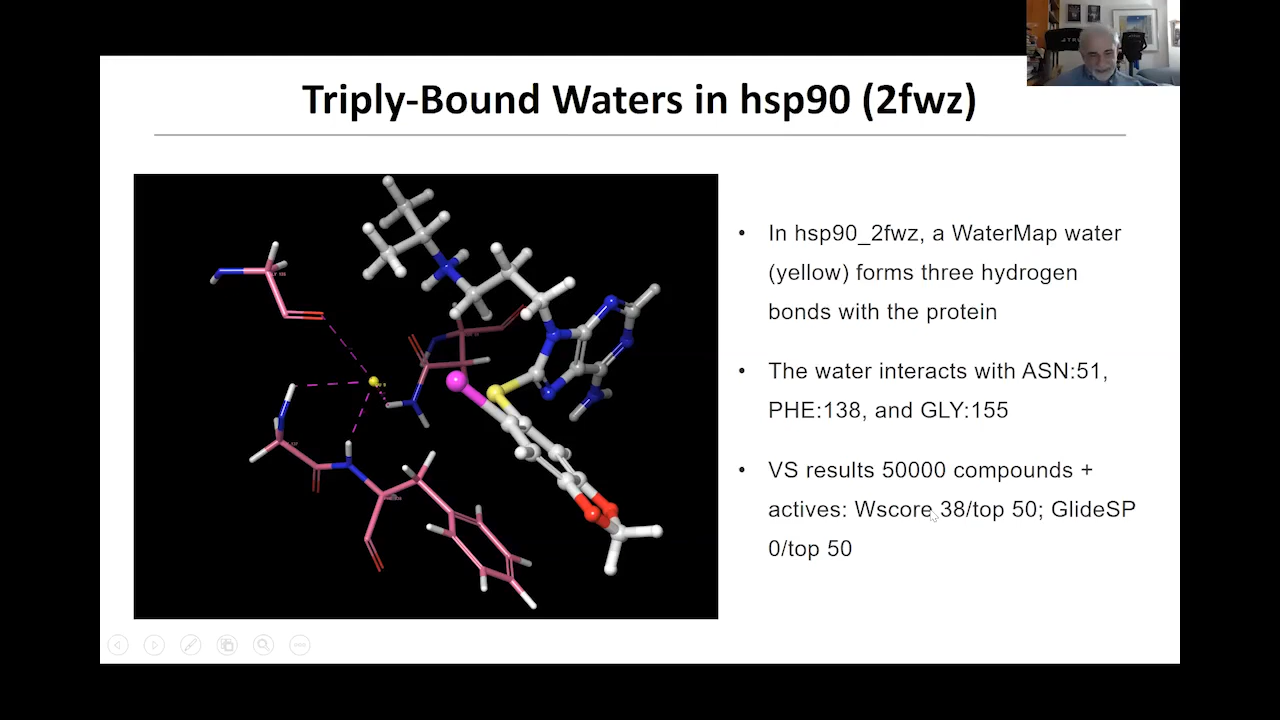 Triply-Bound Waters in hsp90 (2fwz)
• In hsp90_2fwz, a WaterMap water
(yellow) forms three hydrogen
bonds with the protein
• The water interacts with ASN:51,
PHE:138, and GLY:155
• VS results 50000 compounds +
actives: Wscore 38/top 50; GlideSP
0/top 50